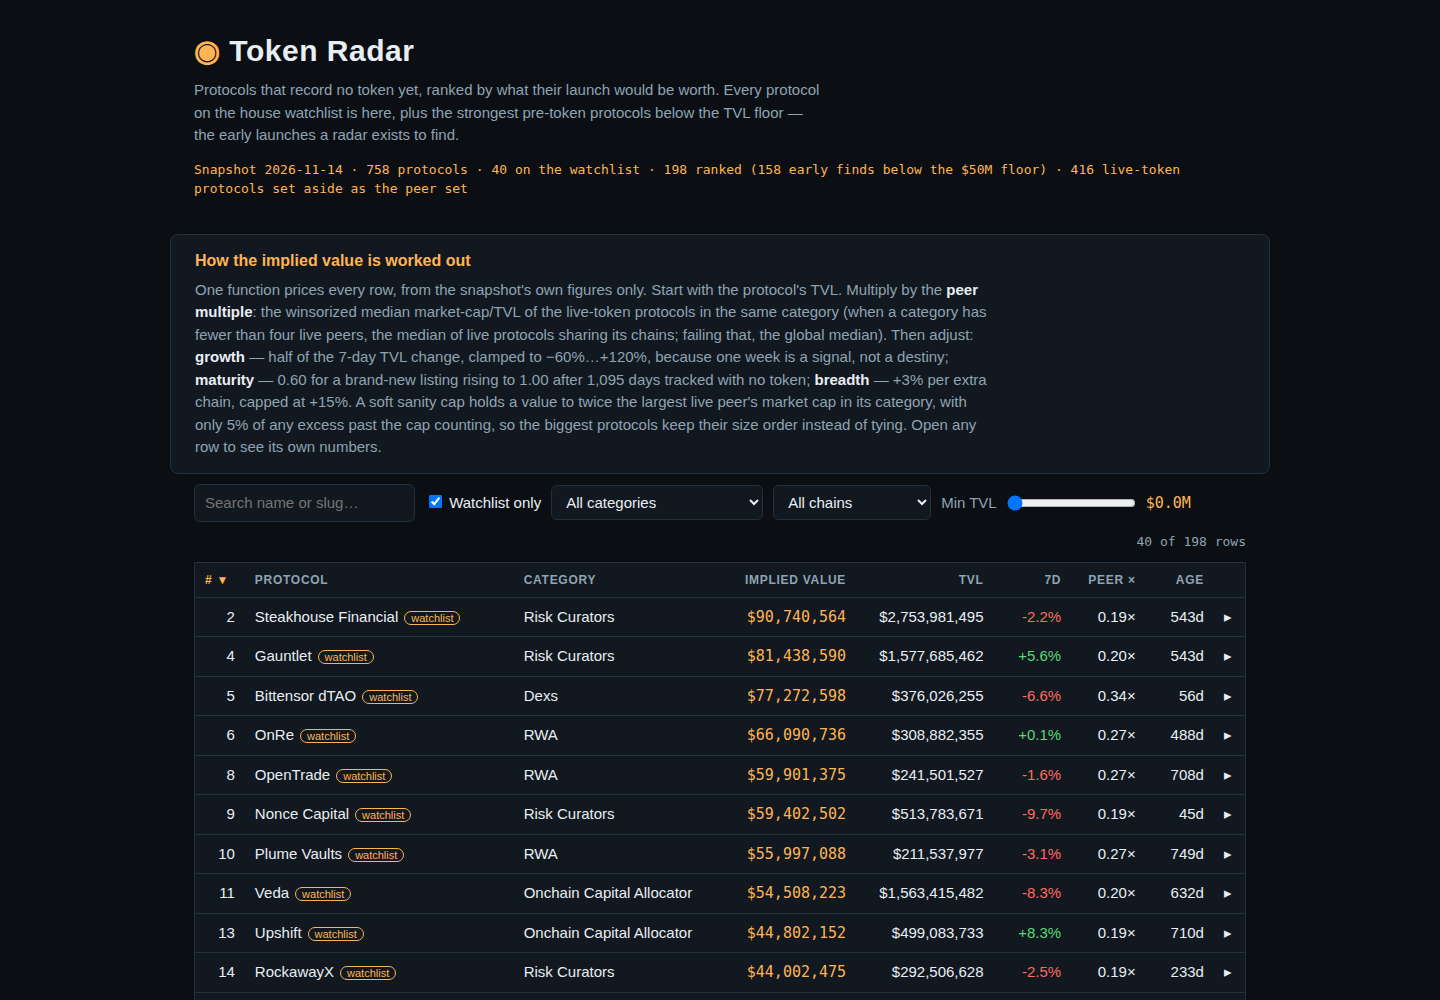 ◉ Token Radar
Protocols that record no token yet, ranked by what their launch would be worth. Every protocol
on the house watchlist is here, plus the strongest pre-token protocols below the TVL floor —
the early launches a radar exists to find.
Snapshot 2026-11-14 · 758 protocols · 40 on the watchlist · 198 ranked (158 early finds below the $50M floor) · 416 live-token
protocols set aside as the peer set
How the implied value is worked out
One function prices every row, from the snapshot's own figures only. Start with the protocol's TVL. Multiply by the peer
multiple: the winsorized median market-cap/TVL of the live-token protocols in the same category (when a category has
fewer than four live peers, the median of live protocols sharing its chains; failing that, the global median). Then adjust:
growth — half of the 7-day TVL change, clamped to −60%…+120%, because one week is a signal, not a destiny;
maturity — 0.60 for a brand-new listing rising to 1.00 after 1,095 days tracked with no token; breadth — +3% per extra
chain, capped at +15%. A soft sanity cap holds a value to twice the largest live peer's market cap in its category, with
only 5% of any excess past the cap counting, so the biggest protocols keep their size order instead of tying. Open any
row to see its own numbers.
Search name or slug… Watchlist only All categories All chains Min TVL $0.0M
40 of 198 rows
# ▼ PROTOCOL CATEGORY IMPLIED VALUE TVL 7D PEER × AGE
2 Steakhouse Financial watchlist Risk Curators $90,740,564 $2,753,981,495 -2.2% 0.19× 543d ▸
4 Gauntlet watchlist Risk Curators $81,438,590 $1,577,685,462 +5.6% 0.20× 543d ▸
5 Bittensor dTAO watchlist Dexs $77,272,598 $376,026,255 -6.6% 0.34× 56d ▸
6 OnRe watchlist RWA $66,090,736 $308,882,355 +0.1% 0.27× 488d ▸
8 OpenTrade watchlist RWA $59,901,375 $241,501,527 -1.6% 0.27× 708d ▸
9 Nonce Capital watchlist Risk Curators $59,402,502 $513,783,671 -9.7% 0.19× 45d ▸
10 Plume Vaults watchlist RWA $55,997,088 $211,537,977 -3.1% 0.27× 749d ▸
11 Veda watchlist Onchain Capital Allocator $54,508,223 $1,563,415,482 -8.3% 0.20× 632d ▸
13 Upshift watchlist Onchain Capital Allocator $44,802,152 $499,083,733 +8.3% 0.19× 710d ▸
14 RockawayX watchlist Risk Curators $44,002,475 $292,506,628 -2.5% 0.19× 233d ▸